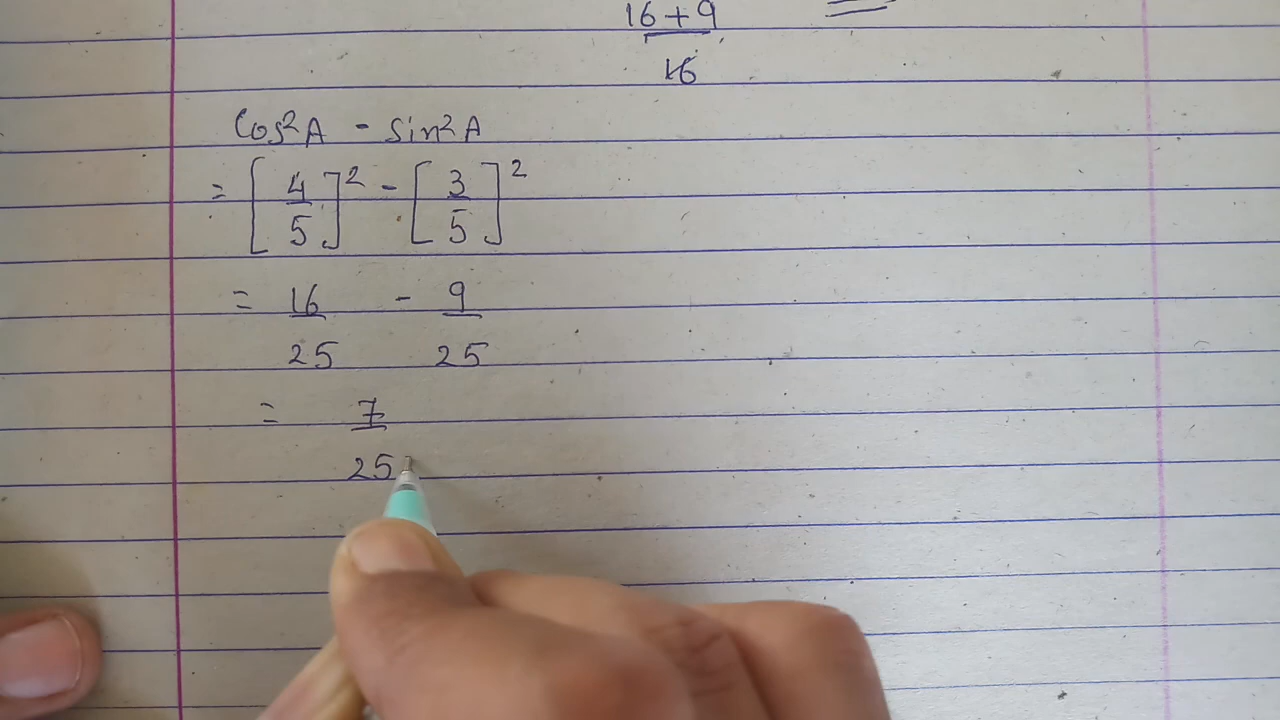 16 + 9
16
Cos²A - Sin²A
= [4/5]² - [3/5]²
= 16/25 - 9/25
= 7/25